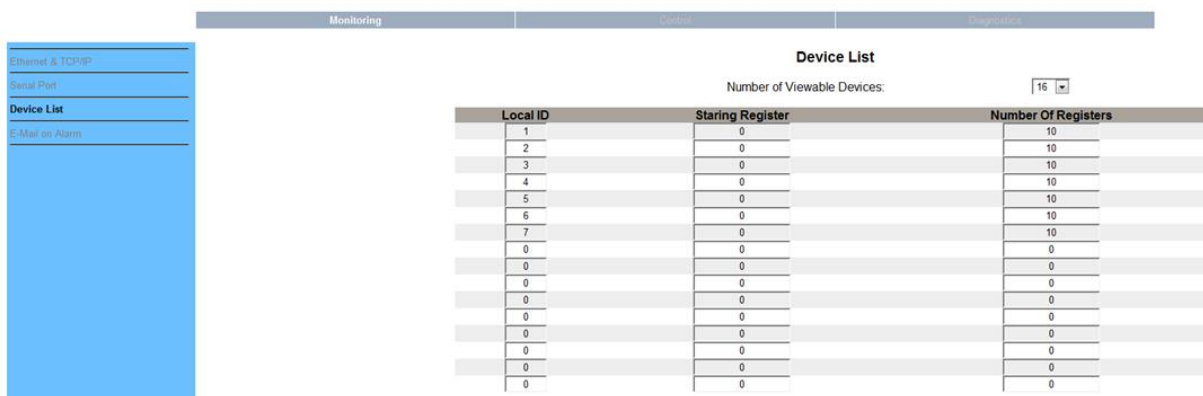 Monitoring Control Diagnostics
Ethernet & TCP/IP
Serial Port
Device List
E-Mail on Alarm
Device List
Number of Viewable Devices: 16
Local ID Staring Register Number Of Registers
1 0 10
2 0 10
3 0 10
4 0 10
5 0 10
6 0 10
7 0 10
0 0 0
0 0 0
0 0 0
0 0 0
0 0 0
0 0 0
0 0 0
0 0 0
0 0 0